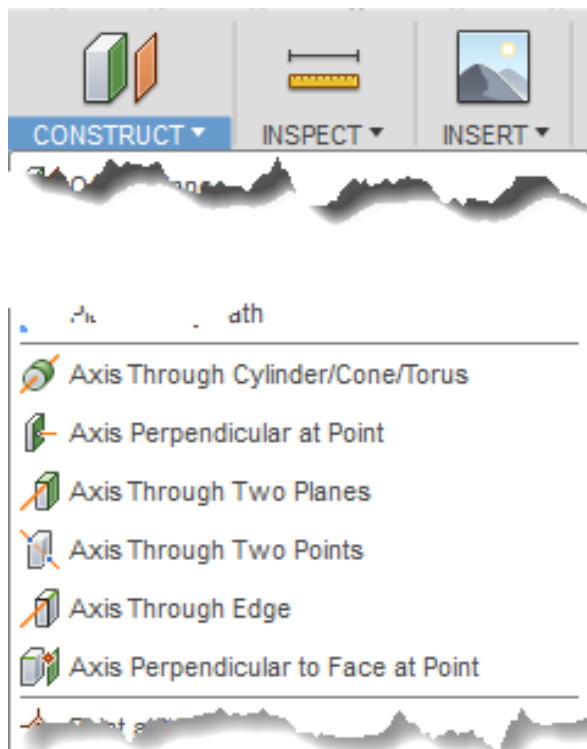 CONSTRUCT INSPECT INSERT
Axis Through Cylinder/Cone/Torus
Axis Perpendicular at Point
Axis Through Two Planes
Axis Through Two Points
Axis Through Edge
Axis Perpendicular to Face at Point